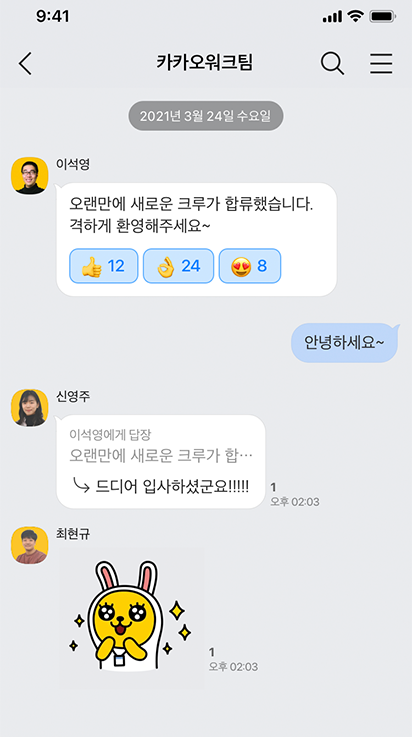 9:41
카카오워크팀
2021년 3월 24일 수요일
이석영
오랜만에 새로운 크루가 합류했습니다.
격하게 환영해주세요~
12 24 8
안녕하세요~
신영주
이석영에게 답장
오랜만에 새로운 크루가 합…
드디어 입사하셨군요!!!!!
1
오후 02:03
최현규
1
오후 02:03